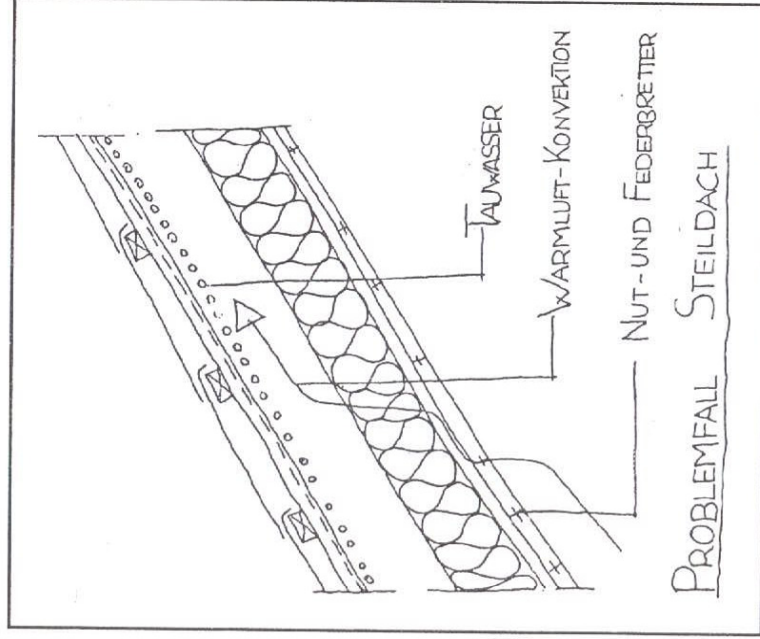 TAUWASSER
WARMLUFT-KONVEKTION
NUT-UND FEDERBRETTER
PROBLEMFALL STEILDACH